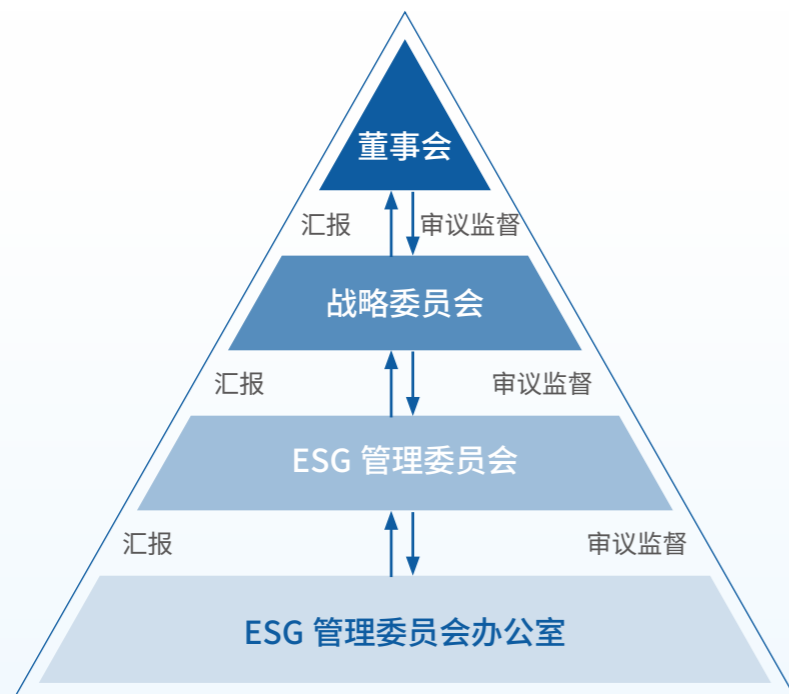 董事会
汇报 审议监督
战略委员会
汇报 审议监督
ESG 管理委员会
汇报 审议监督
ESG 管理委员会办公室